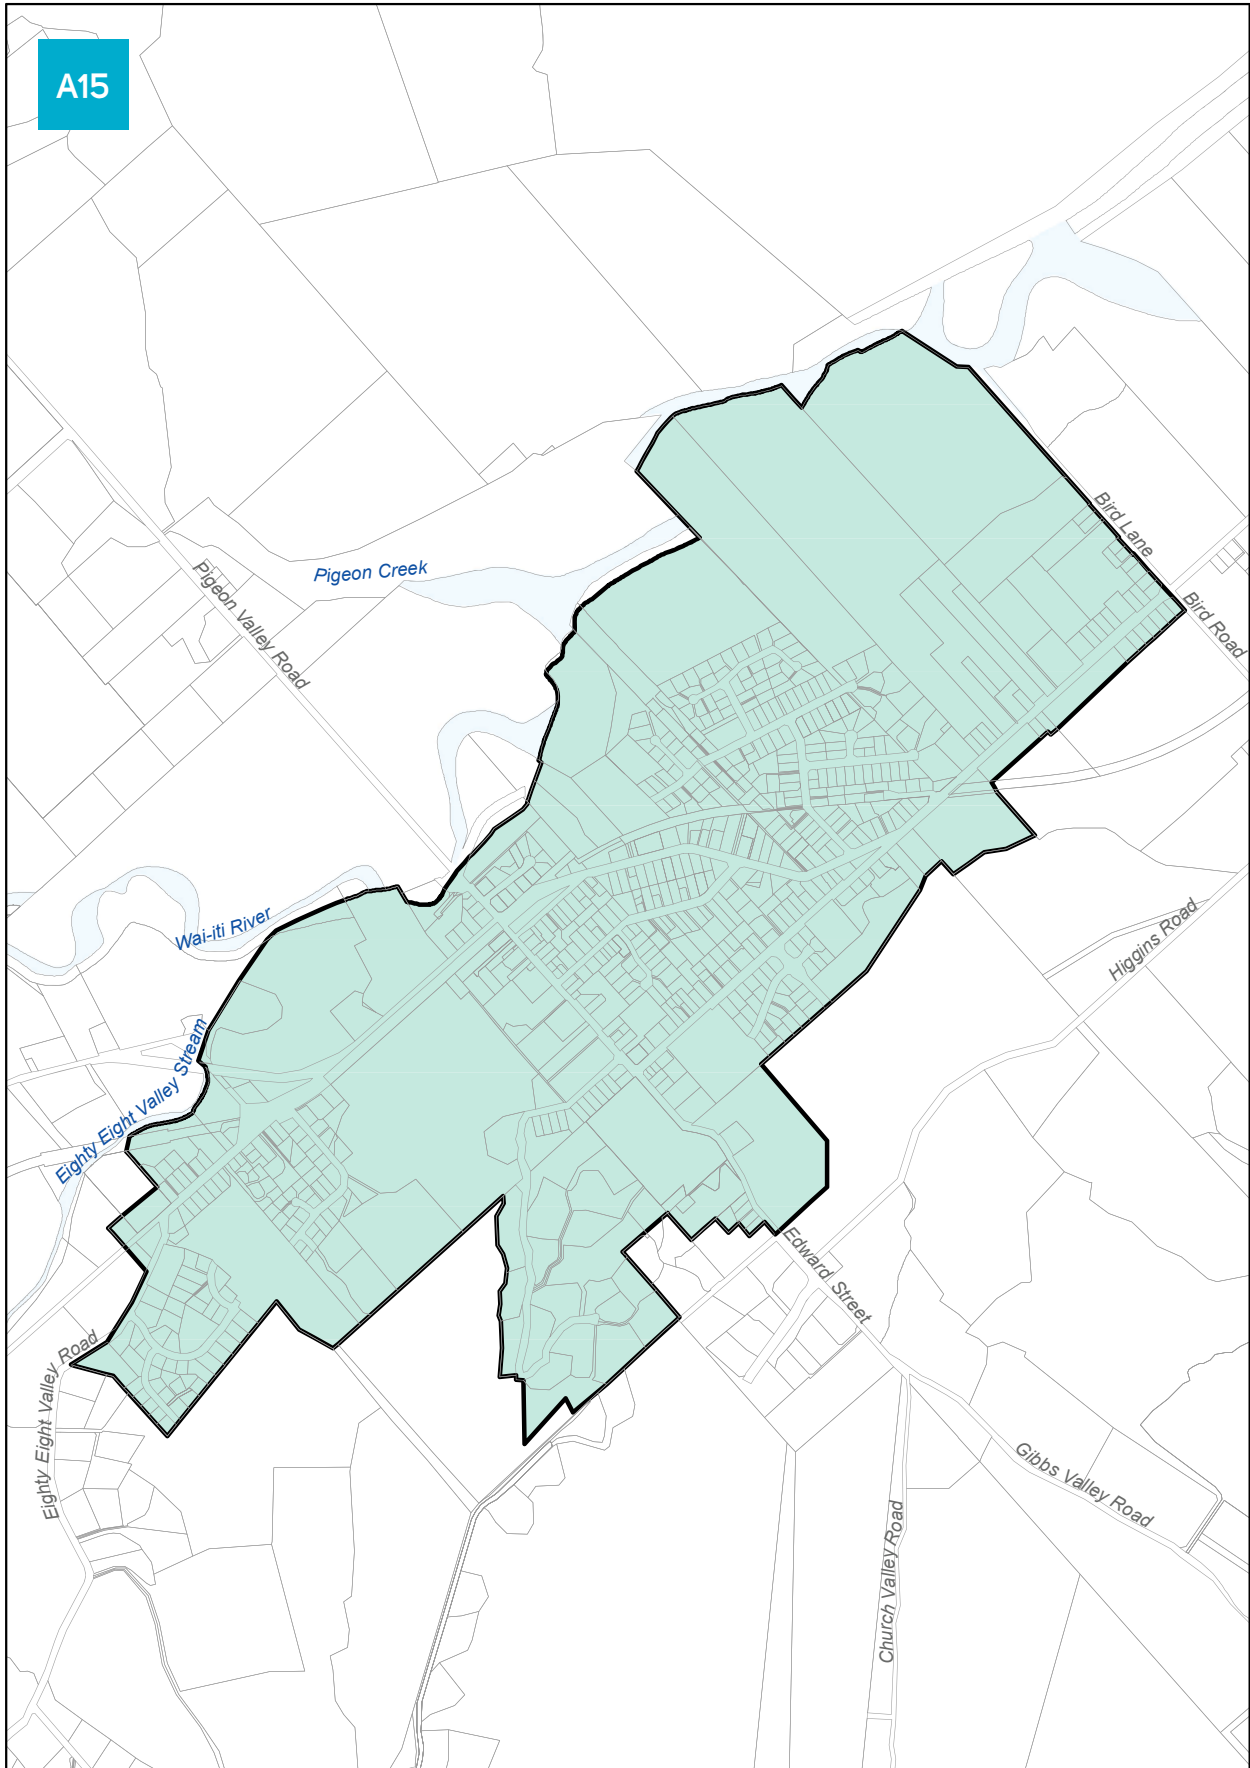 A15
Bird Lane
Pigeon Creek
Pigeon Valley Road
Bird Road
Wai-iti River
Higgins Road
Eighty Eight Valley Stream
Edward Street
Eighty Eight Valley Road
Gibbs Valley Road
Church Valley Road